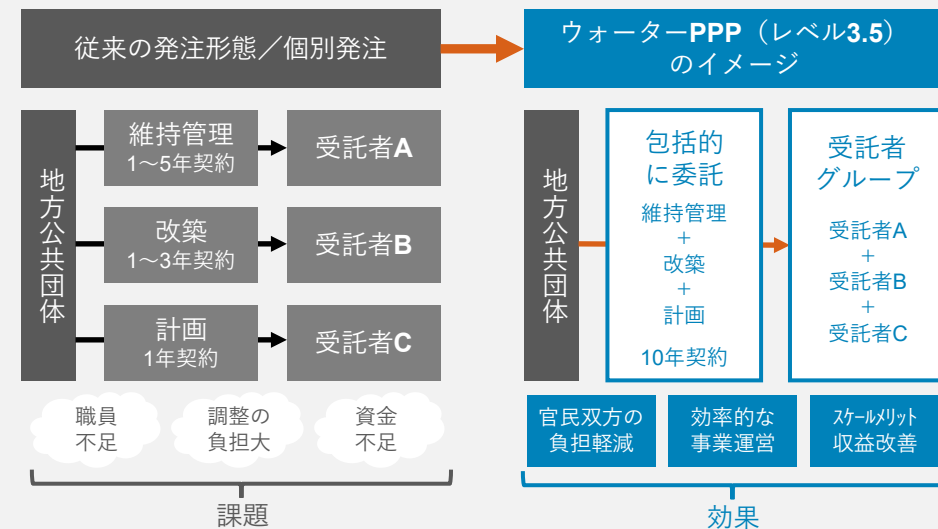 従来の発注形態／個別発注
地方公共団体
維持管理
1～5年契約
受託者A
改築
1～3年契約
受託者B
計画
1年契約
受託者C
職員
不足
調整の
負担大
資金
不足
課題
ウォーターPPP（レベル3.5）
のイメージ
地方公共団体
包括的
に委託
維持管理
+
改築
+
計画
10年契約
受託者
グループ
受託者A
+
受託者B
+
受託者C
官民双方の
負担軽減
効率的な
事業運営
ｽｹｰﾙﾒﾘｯﾄ
収益改善
効果